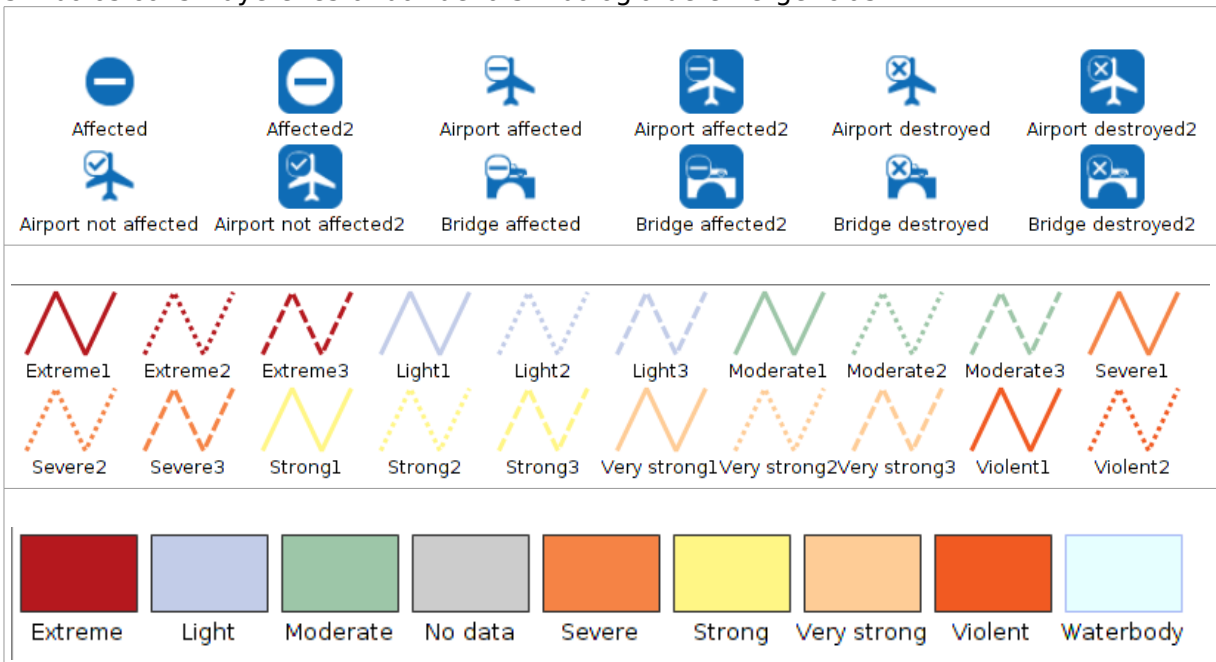 Affected Affected2 Airport affected Airport affected2 Airport destroyed Airport destroyed2
Airport not affected Airport not affected2 Bridge affected Bridge affected2 Bridge destroyed Bridge destroyed2
Extreme1 Extreme2 Extreme3 Light1 Light2 Light3 Moderate1 Moderate2 Moderate3 Severe1
Severe2 Severe3 Strong1 Strong2 Strong3 Very strong1 Very strong2 Very strong3 Violent1 Violent2
Extreme Light Moderate No data Severe Strong Very strong Violent Waterbody